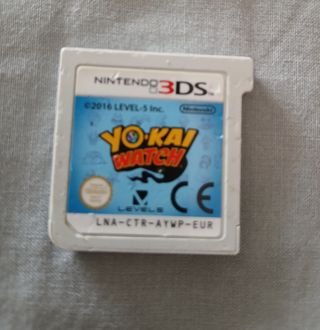 NINTENDO 3DS
©2016 LEVEL-5 Inc.
Nintendo
YO-KAI
WATCH
CE
LEVEL5
LNA-CTR-AYWP-EUR